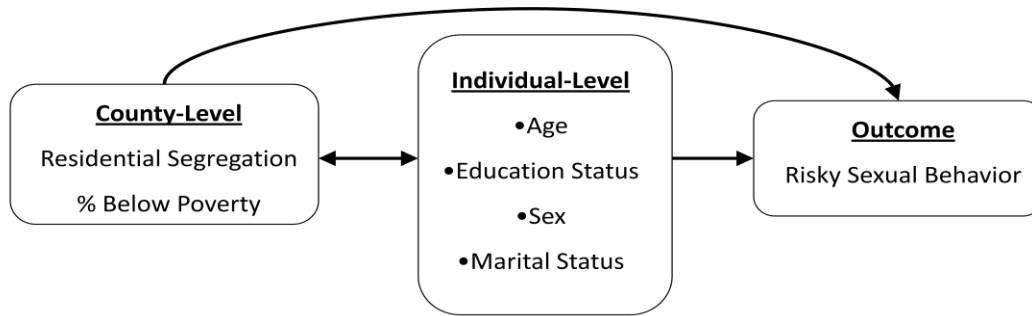 County-Level
Residential Segregation
% Below Poverty
Individual-Level
•Age
•Education Status
•Sex
•Marital Status
Outcome
Risky Sexual Behavior